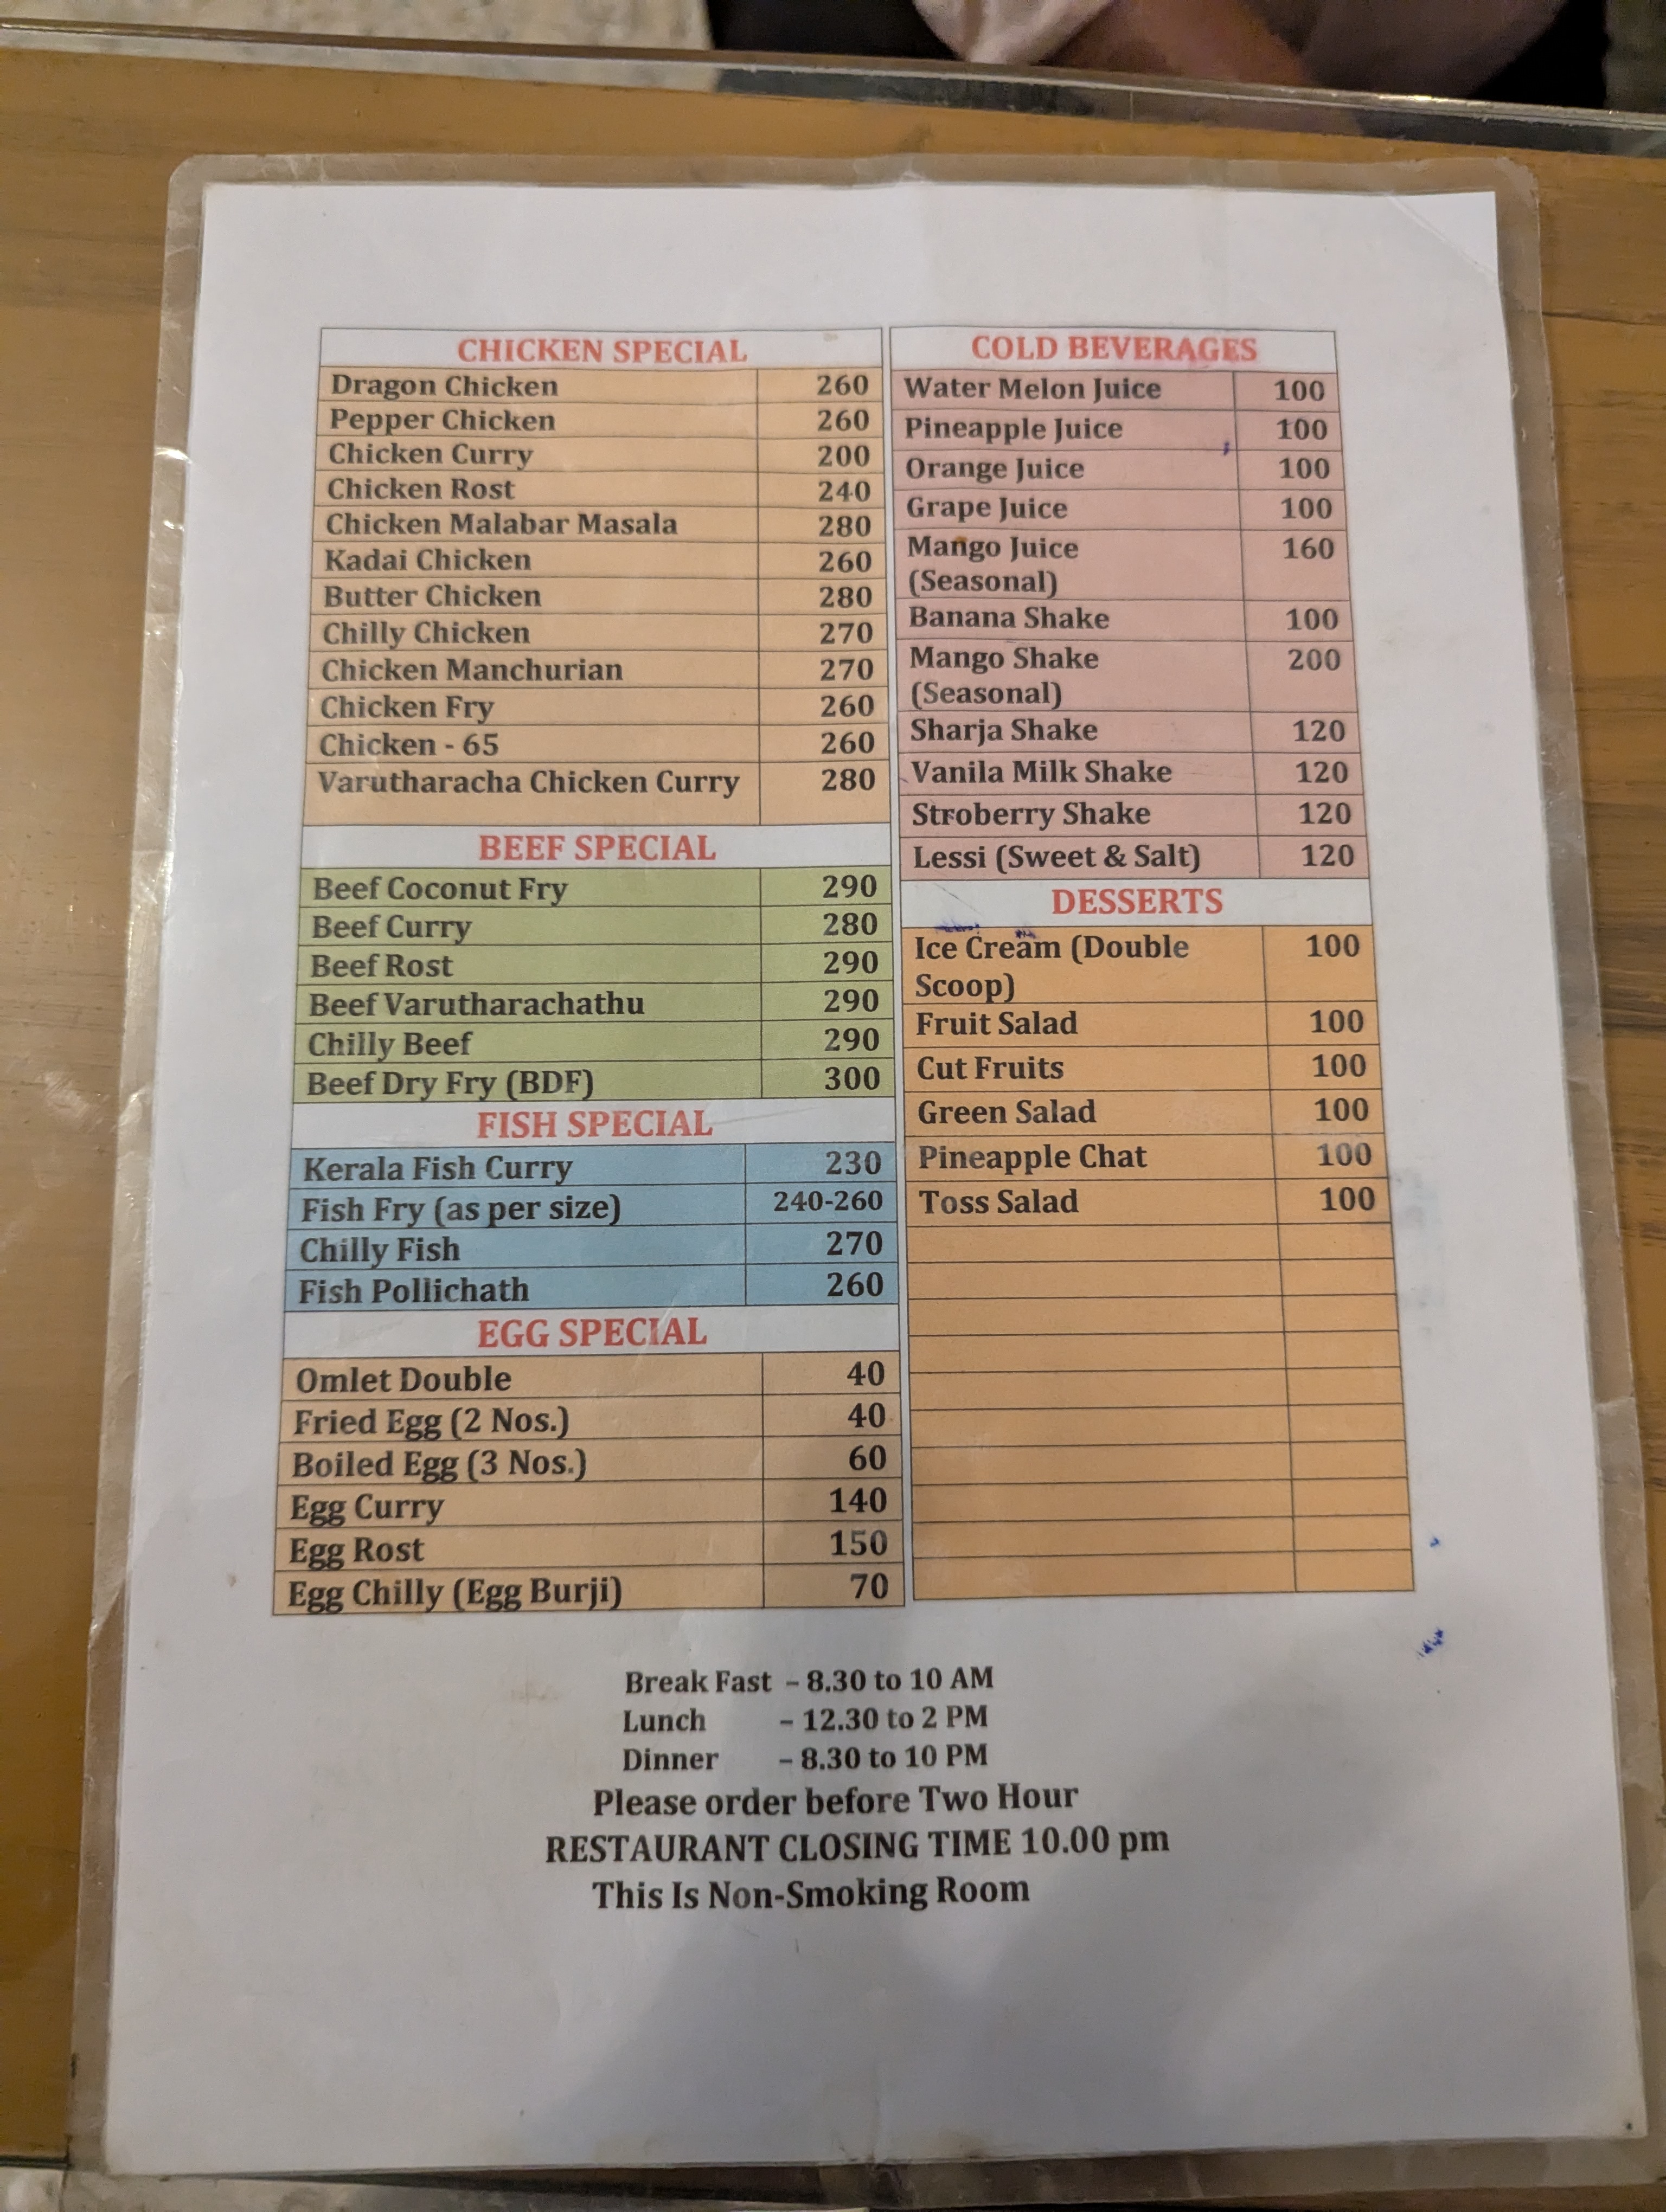 CHICKEN SPECIAL
Dragon Chicken 260
Pepper Chicken 260
Chicken Curry 200
Chicken Rost 240
Chicken Malabar Masala 280
Kadai Chicken 260
Butter Chicken 280
Chilly Chicken 270
Chicken Manchurian 270
Chicken Fry 260
Chicken - 65 260
Varutharacha Chicken Curry 280
BEEF SPECIAL
Beef Coconut Fry 290
Beef Curry 280
Beef Rost 290
Beef Varutharachathu 290
Chilly Beef 290
Beef Dry Fry (BDF) 300
FISH SPECIAL
Kerala Fish Curry 230
Fish Fry (as per size) 240-260
Chilly Fish 270
Fish Pollichath 260
EGG SPECIAL
Omlet Double 40
Fried Egg (2 Nos.) 40
Boiled Egg (3 Nos.) 60
Egg Curry 140
Egg Rost 150
Egg Chilly (Egg Burji) 70
COLD BEVERAGES
Water Melon Juice 100
Pineapple Juice 100
Orange Juice 100
Grape Juice 100
Mango Juice 160
(Seasonal)
Banana Shake 100
Mango Shake 200
(Seasonal)
Sharja Shake 120
Vanila Milk Shake 120
Stroberry Shake 120
Lessi (Sweet & Salt) 120
DESSERTS
Ice Cream (Double 100
Scoop)
Fruit Salad 100
Cut Fruits 100
Green Salad 100
Pineapple Chat 100
Toss Salad 100
Break Fast – 8.30 to 10 AM
Lunch – 12.30 to 2 PM
Dinner – 8.30 to 10 PM
Please order before Two Hour
RESTAURANT CLOSING TIME 10.00 pm
This Is Non-Smoking Room